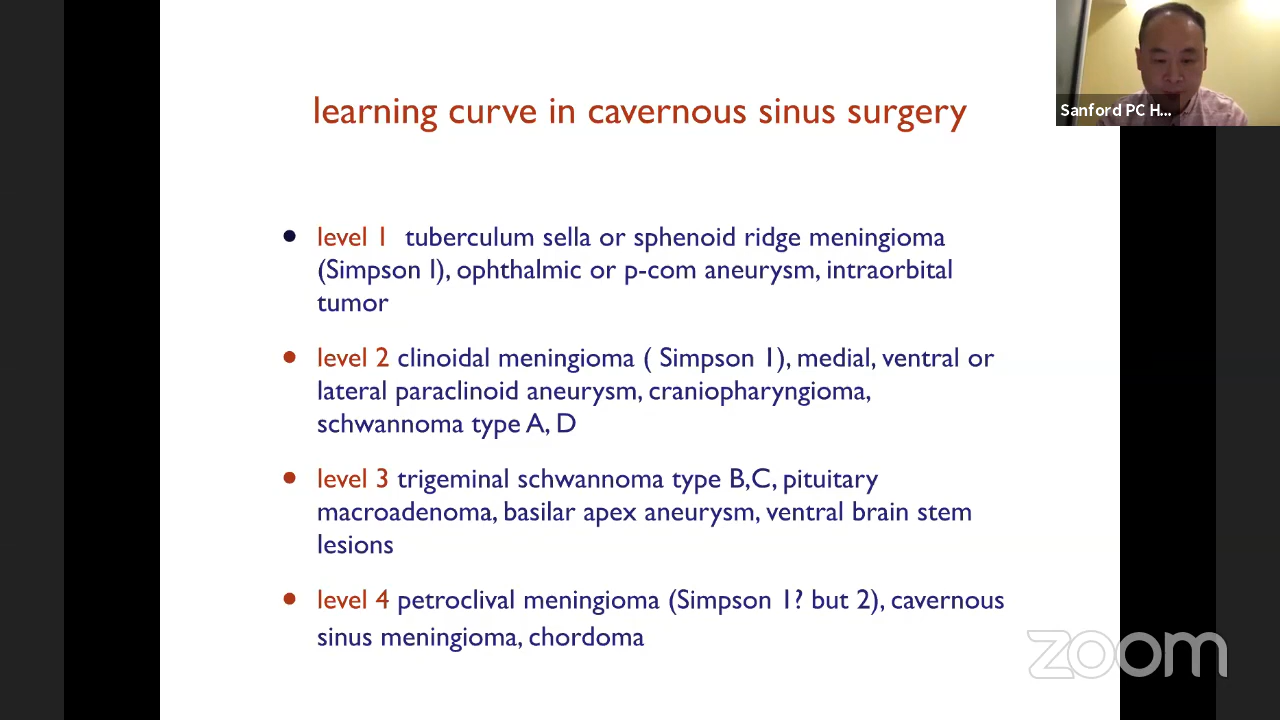 Sanford PC H...
learning curve in cavernous sinus surgery
• level 1 tuberculum sella or sphenoid ridge meningioma
(Simpson I), ophthalmic or p-com aneurysm, intraorbital
tumor
• level 2 clinoidal meningioma ( Simpson 1), medial, ventral or
lateral paraclinoid aneurysm, craniopharyngioma,
schwannoma type A, D
• level 3 trigeminal schwannoma type B,C, pituitary
macroadenoma, basilar apex aneurysm, ventral brain stem
lesions
• level 4 petroclival meningioma (Simpson 1? but 2), cavernous
sinus meningioma, chordoma
zoom